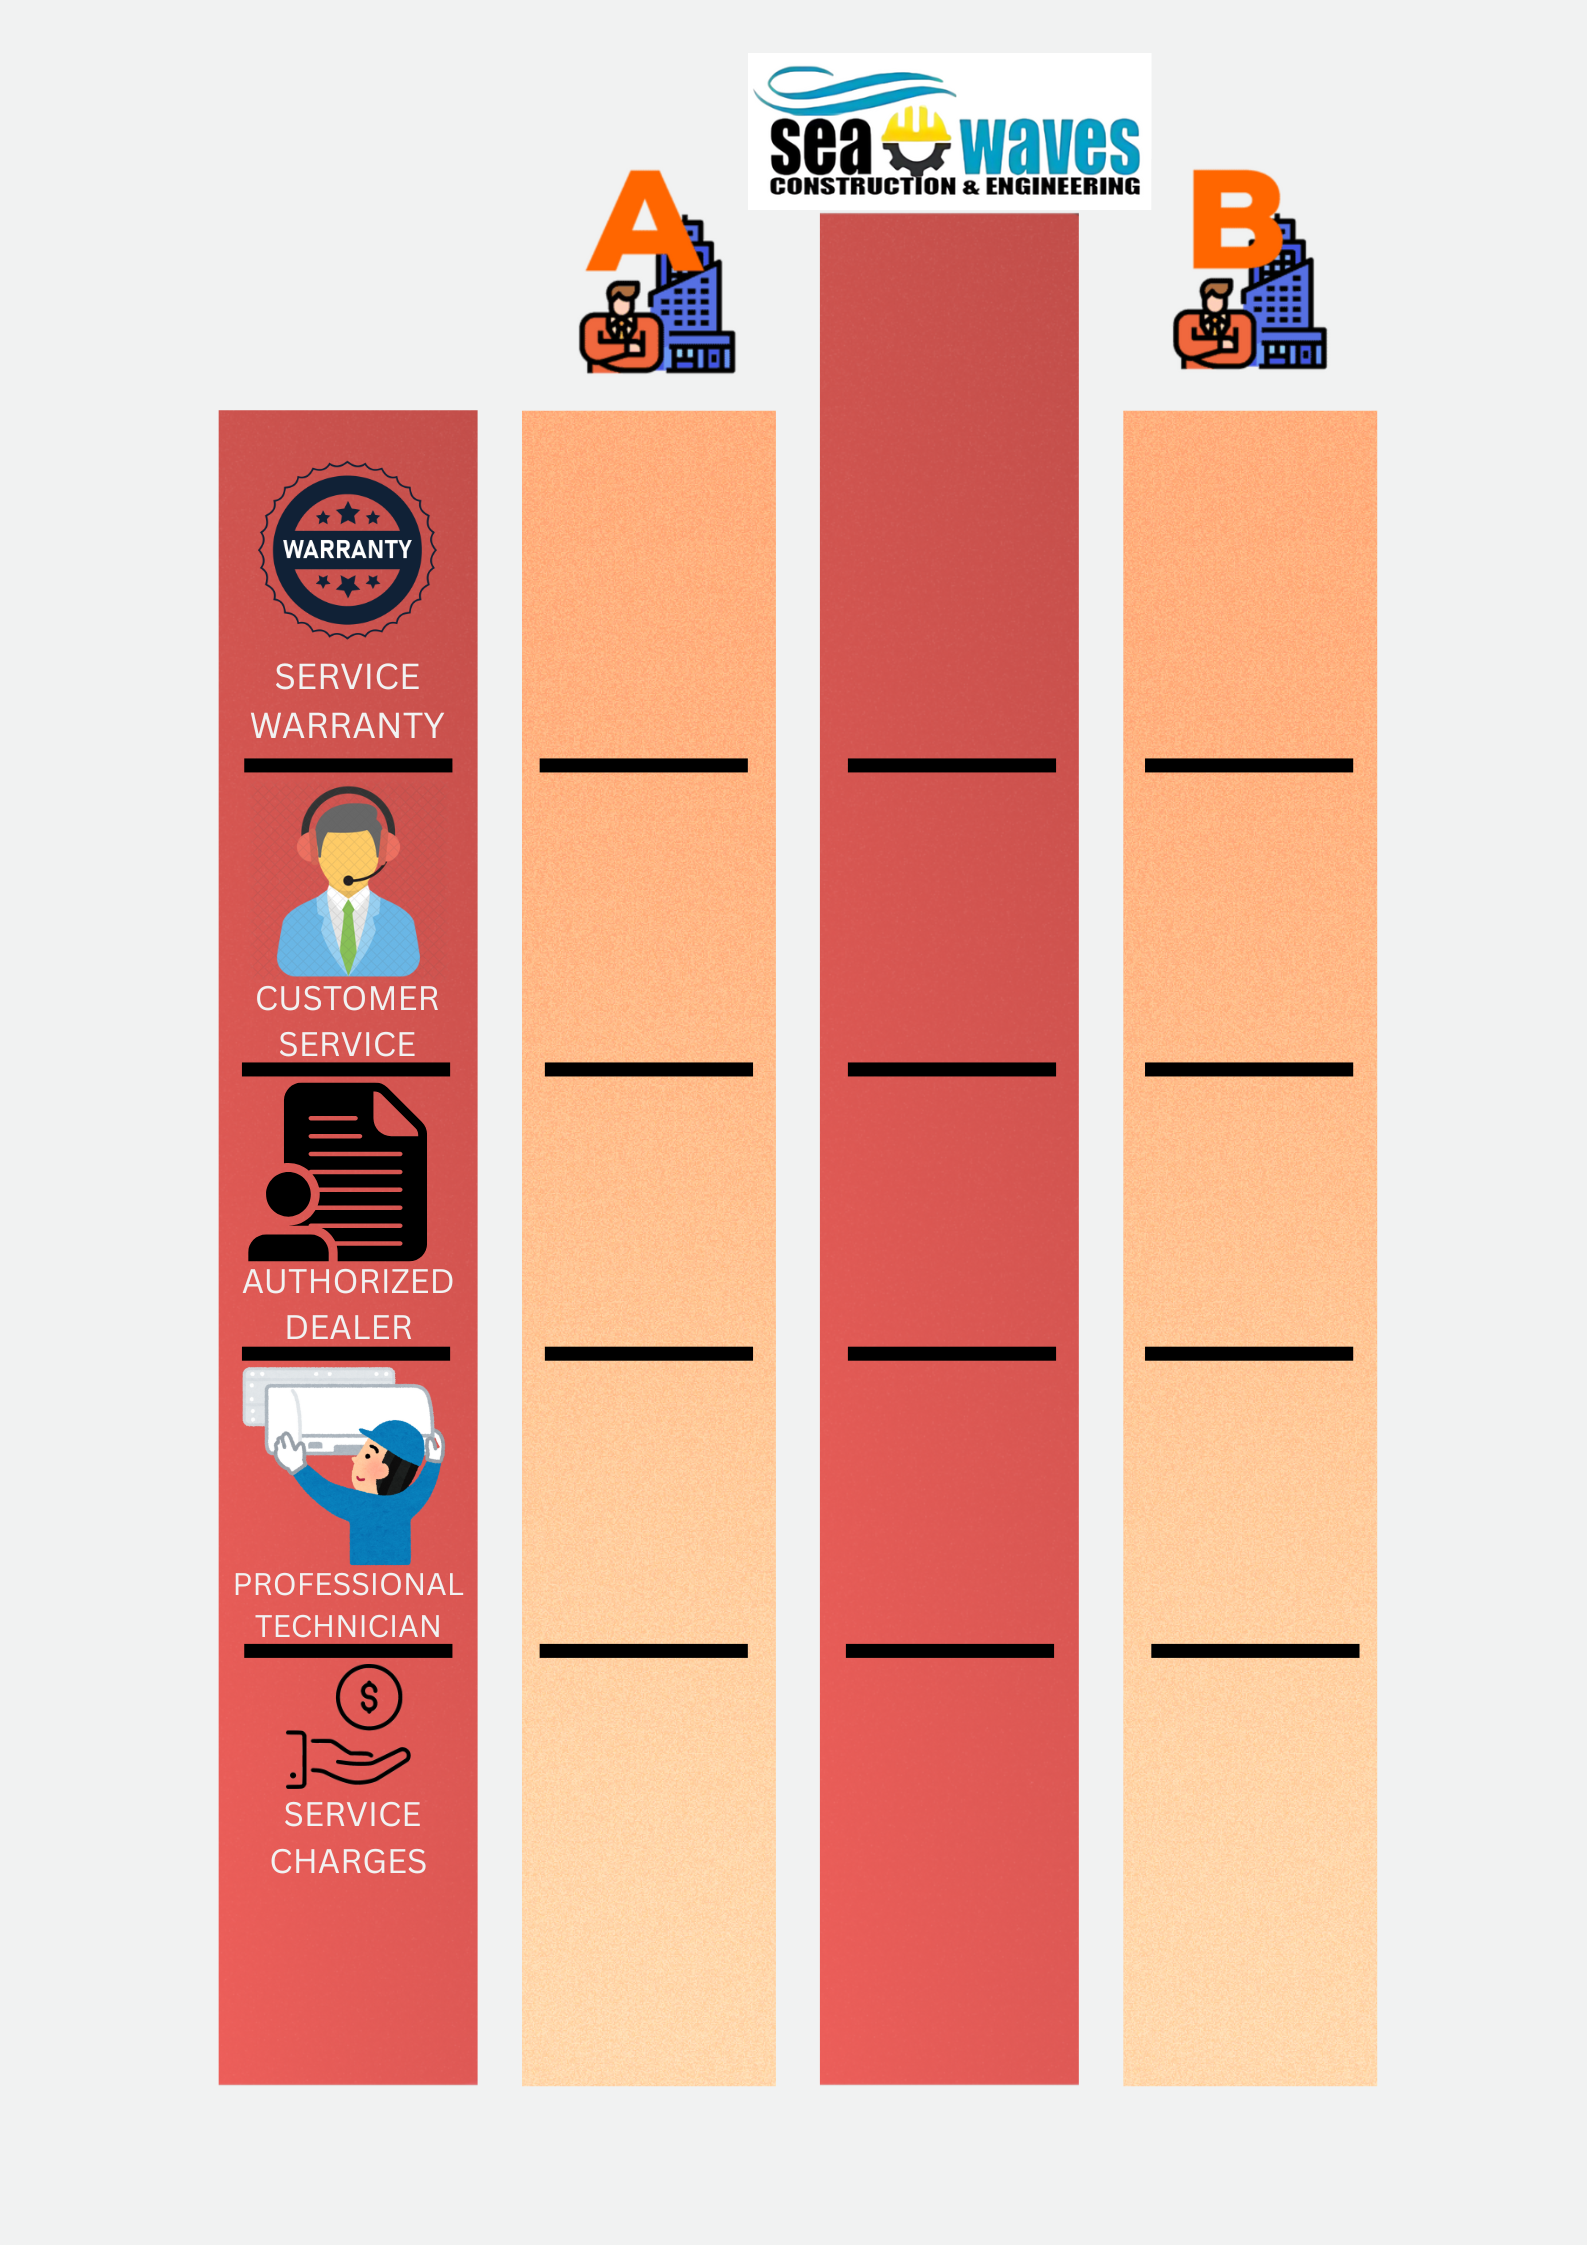 sea waves
CONSTRUCTION & ENGINEERING
A
B
WARRANTY
SERVICE
WARRANTY
CUSTOMER
SERVICE
AUTHORIZED
DEALER
PROFESSIONAL
TECHNICIAN
$
SERVICE
CHARGES